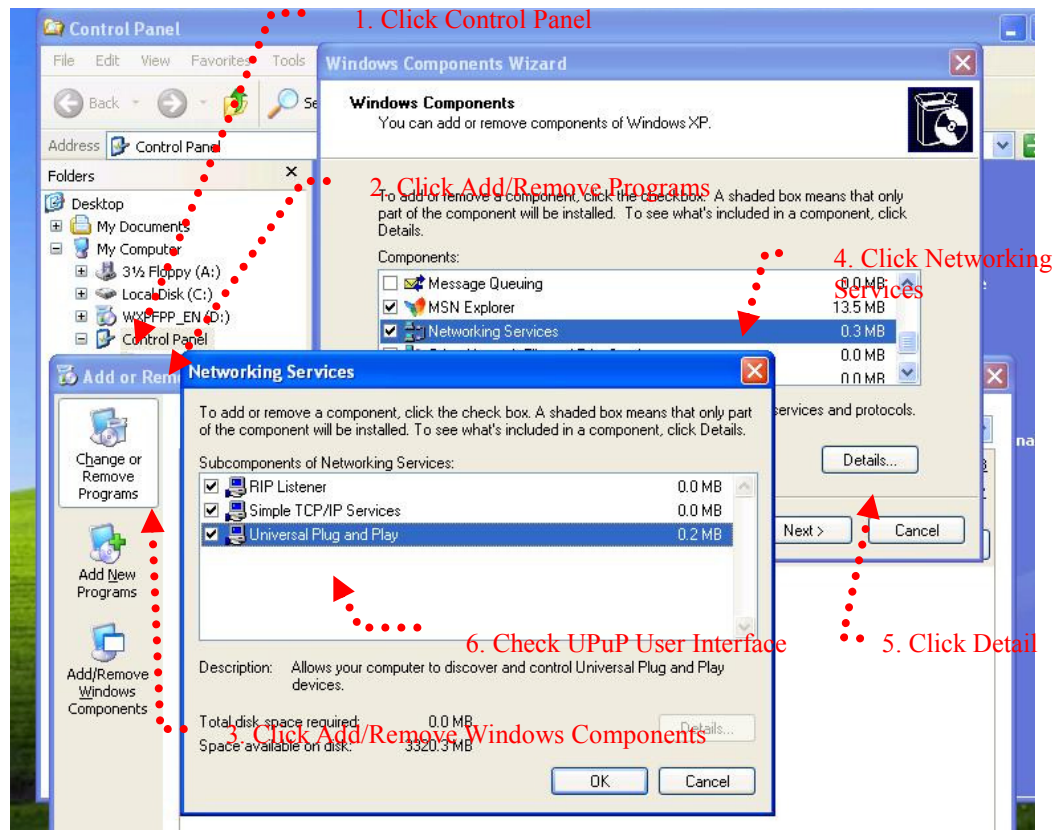 1. Click Control Panel
Control Panel
File Edit View Favorites Tools
Back
Address Control Panel
Folders
Desktop
My Documents
My Computer
3½ Floppy (A:)
Local Disk (C:)
WXPFPP_EN (D:)
Control Panel
2. Click Add/Remove Programs
Windows Components Wizard
Windows Components
You can add or remove components of Windows XP.
To add or remove a component, click the checkbox. A shaded box means that only
part of the component will be installed. To see what's included in a component, click
Details.
Components:
Message Queuing 0.0 MB
MSN Explorer 13.5 MB
Networking Services 0.3 MB
0.0 MB
0.0 MB
4. Click Networking
Services
services and protocols.
Details...
Next > Cancel
5. Click Detail
Add or Rem
Change or
Remove
Programs
Add New
Programs
Add/Remove
Windows
Components
3. Click Add/Remove Windows Components
Networking Services
To add or remove a component, click the check box. A shaded box means that only part
of the component will be installed. To see what's included in a component, click Details.
Subcomponents of Networking Services:
RIP Listener 0.0 MB
Simple TCP/IP Services 0.0 MB
Universal Plug and Play 0.2 MB
6. Check UPuP User Interface
Description: Allows your computer to discover and control Universal Plug and Play
devices.
Total disk space required: 0.0 MB
Space available on disk: 3320.3 MB
Details...
OK Cancel